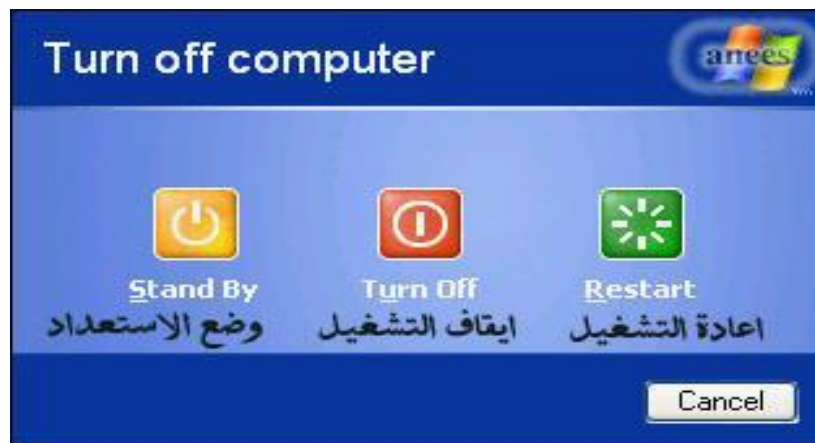 Turn off computer
anees
Stand By Turn Off Restart
وضع الاستعداد ايقاف التشغيل اعادة التشغيل
Cancel